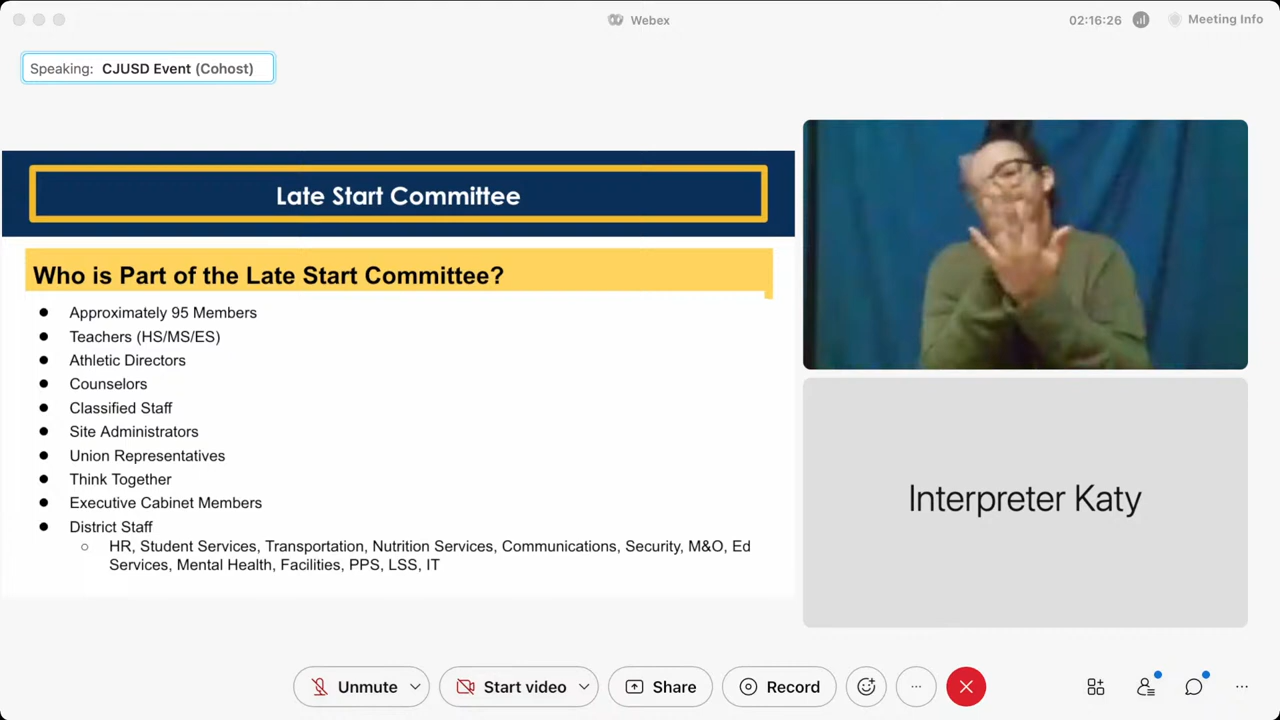 Webex
02:16:26
Meeting Info
Speaking: CJUSD Event (Cohost)
Late Start Committee
Who is Part of the Late Start Committee?
● Approximately 95 Members
● Teachers (HS/MS/ES)
● Athletic Directors
● Counselors
● Classified Staff
● Site Administrators
● Union Representatives
● Think Together
● Executive Cabinet Members
● District Staff
○ HR, Student Services, Transportation, Nutrition Services, Communications, Security, M&O, Ed
Services, Mental Health, Facilities, PPS, LSS, IT
Interpreter Katy
Unmute
Start video
Share
Record